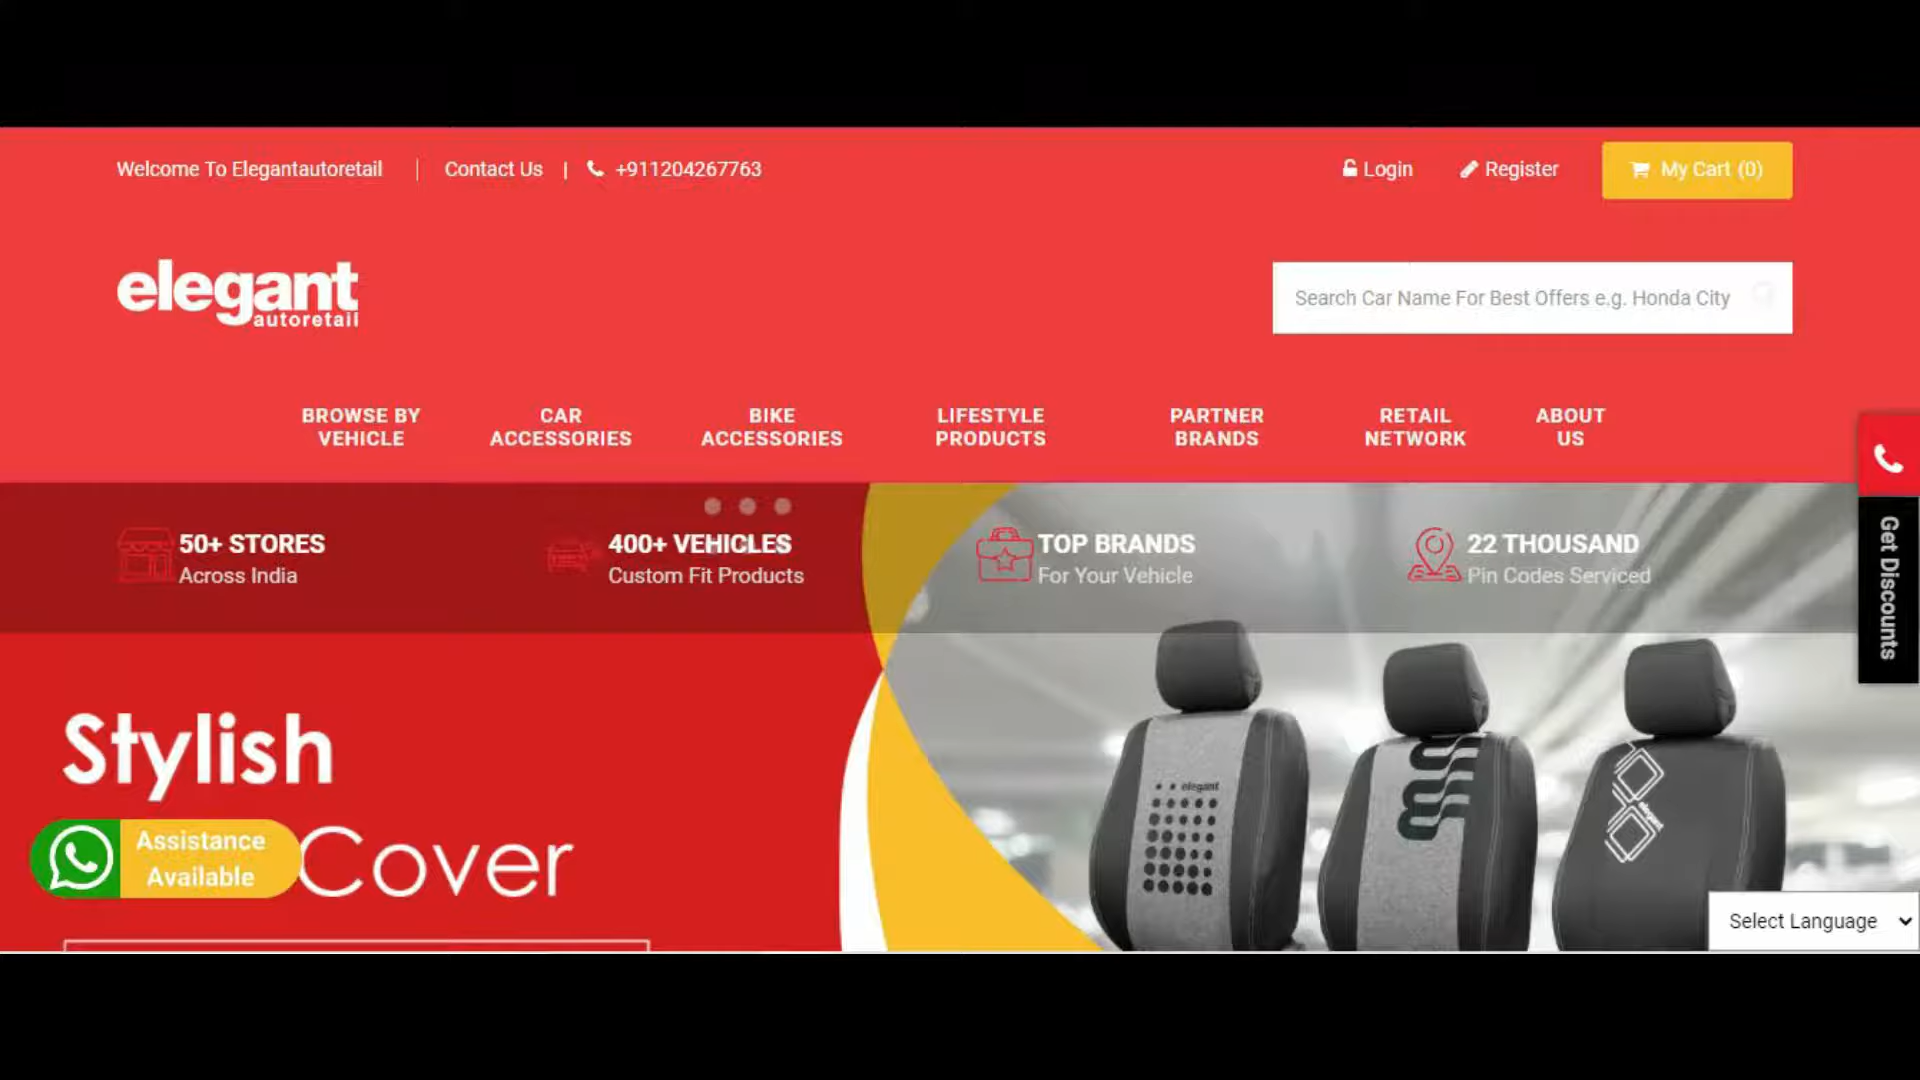 Welcome To Elegantautoretail | Contact Us | +911204267763
Login
Register
My Cart (0)
elegant
autoretail
Search Car Name For Best Offers e.g. Honda City
BROWSE BY
VEHICLE
CAR
ACCESSORIES
BIKE
ACCESSORIES
LIFESTYLE
PRODUCTS
PARTNER
BRANDS
RETAIL
NETWORK
ABOUT
US
50+ STORES
Across India
400+ VEHICLES
Custom Fit Products
TOP BRANDS
For Your Vehicle
22 THOUSAND
Pin Codes Serviced
Get Discounts
Stylish
Cover
Assistance
Available
elegant
elegant
Select Language